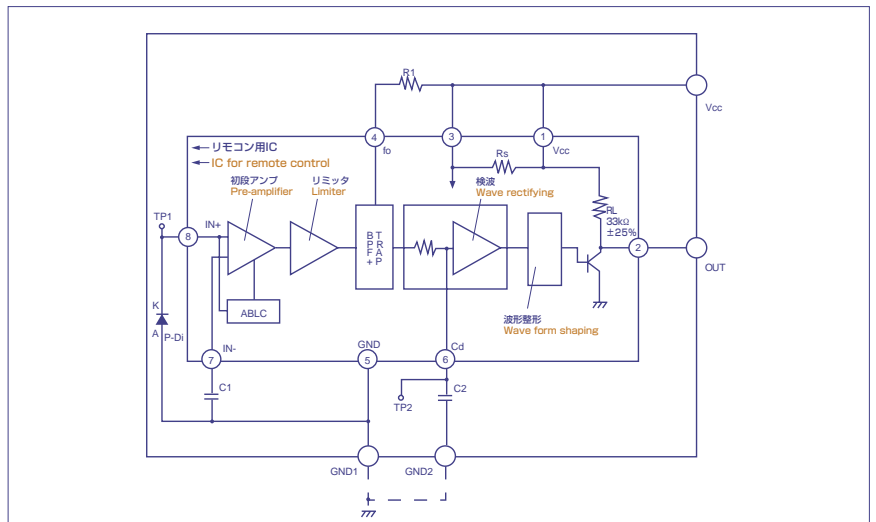 R1
Vcc
4
3
1
fo
Vcc
リモコン用IC
IC for remote control
Rs
初段アンプ
Pre-amplifier
リミッタ
Limiter
検波
Wave rectifying
RL
33kΩ
±25%
TP1
8
IN+
BPF+
TRAP
2
OUT
ABLC
K
A
P-Di
波形整形
Wave form shaping
7
IN-
GND
5
6
Cd
C1
TP2
C2
GND1
GND2